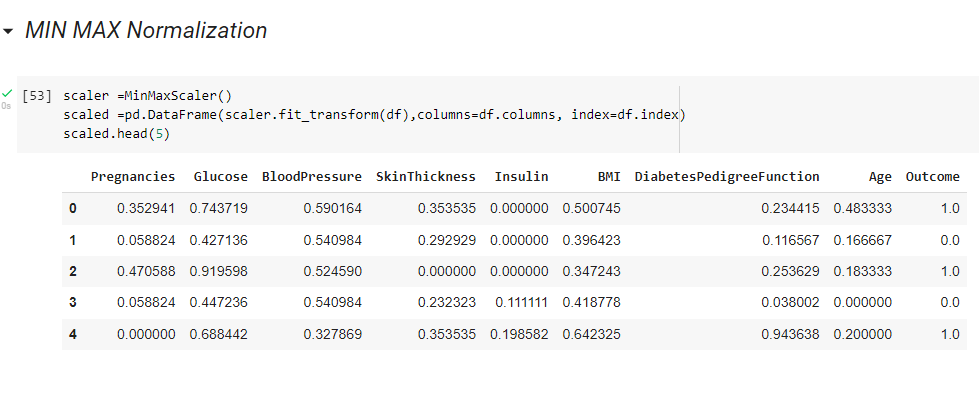 MIN MAX Normalization
[53] scaler =MinMaxScaler()
0s
scaled =pd.DataFrame(scaler.fit_transform(df),columns=df.columns, index=df.index)
scaled.head(5)
Pregnancies Glucose BloodPressure SkinThickness Insulin BMI DiabetesPedigreeFunction Age Outcome
0 0.352941 0.743719 0.590164 0.353535 0.000000 0.500745 0.234415 0.483333 1.0
1 0.058824 0.427136 0.540984 0.292929 0.000000 0.396423 0.116567 0.166667 0.0
2 0.470588 0.919598 0.524590 0.000000 0.000000 0.347243 0.253629 0.183333 1.0
3 0.058824 0.447236 0.540984 0.232323 0.111111 0.418778 0.038002 0.000000 0.0
4 0.000000 0.688442 0.327869 0.353535 0.198582 0.642325 0.943638 0.200000 1.0